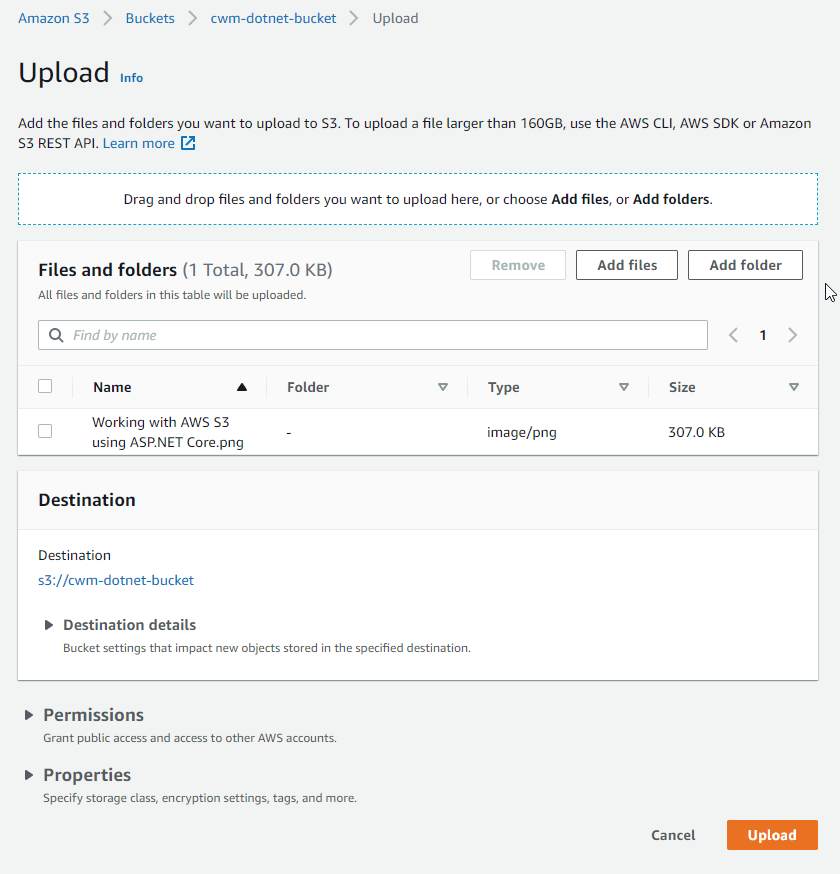 Amazon S3 > Buckets > cwm-dotnet-bucket > Upload
Upload Info
Add the files and folders you want to upload to S3. To upload a file larger than 160GB, use the AWS CLI, AWS SDK or Amazon
S3 REST API. Learn more
Drag and drop files and folders you want to upload here, or choose Add files, or Add folders.
Files and folders (1 Total, 307.0 KB)
Remove
Add files
Add folder
All files and folders in this table will be uploaded.
Find by name
1
Name Folder Type Size
Working with AWS S3
using ASP.NET Core.png
-
image/png
307.0 KB
Destination
Destination
s3://cwm-dotnet-bucket
Destination details
Bucket settings that impact new objects stored in the specified destination.
Permissions
Grant public access and access to other AWS accounts.
Properties
Specify storage class, encryption settings, tags, and more.
Cancel Upload